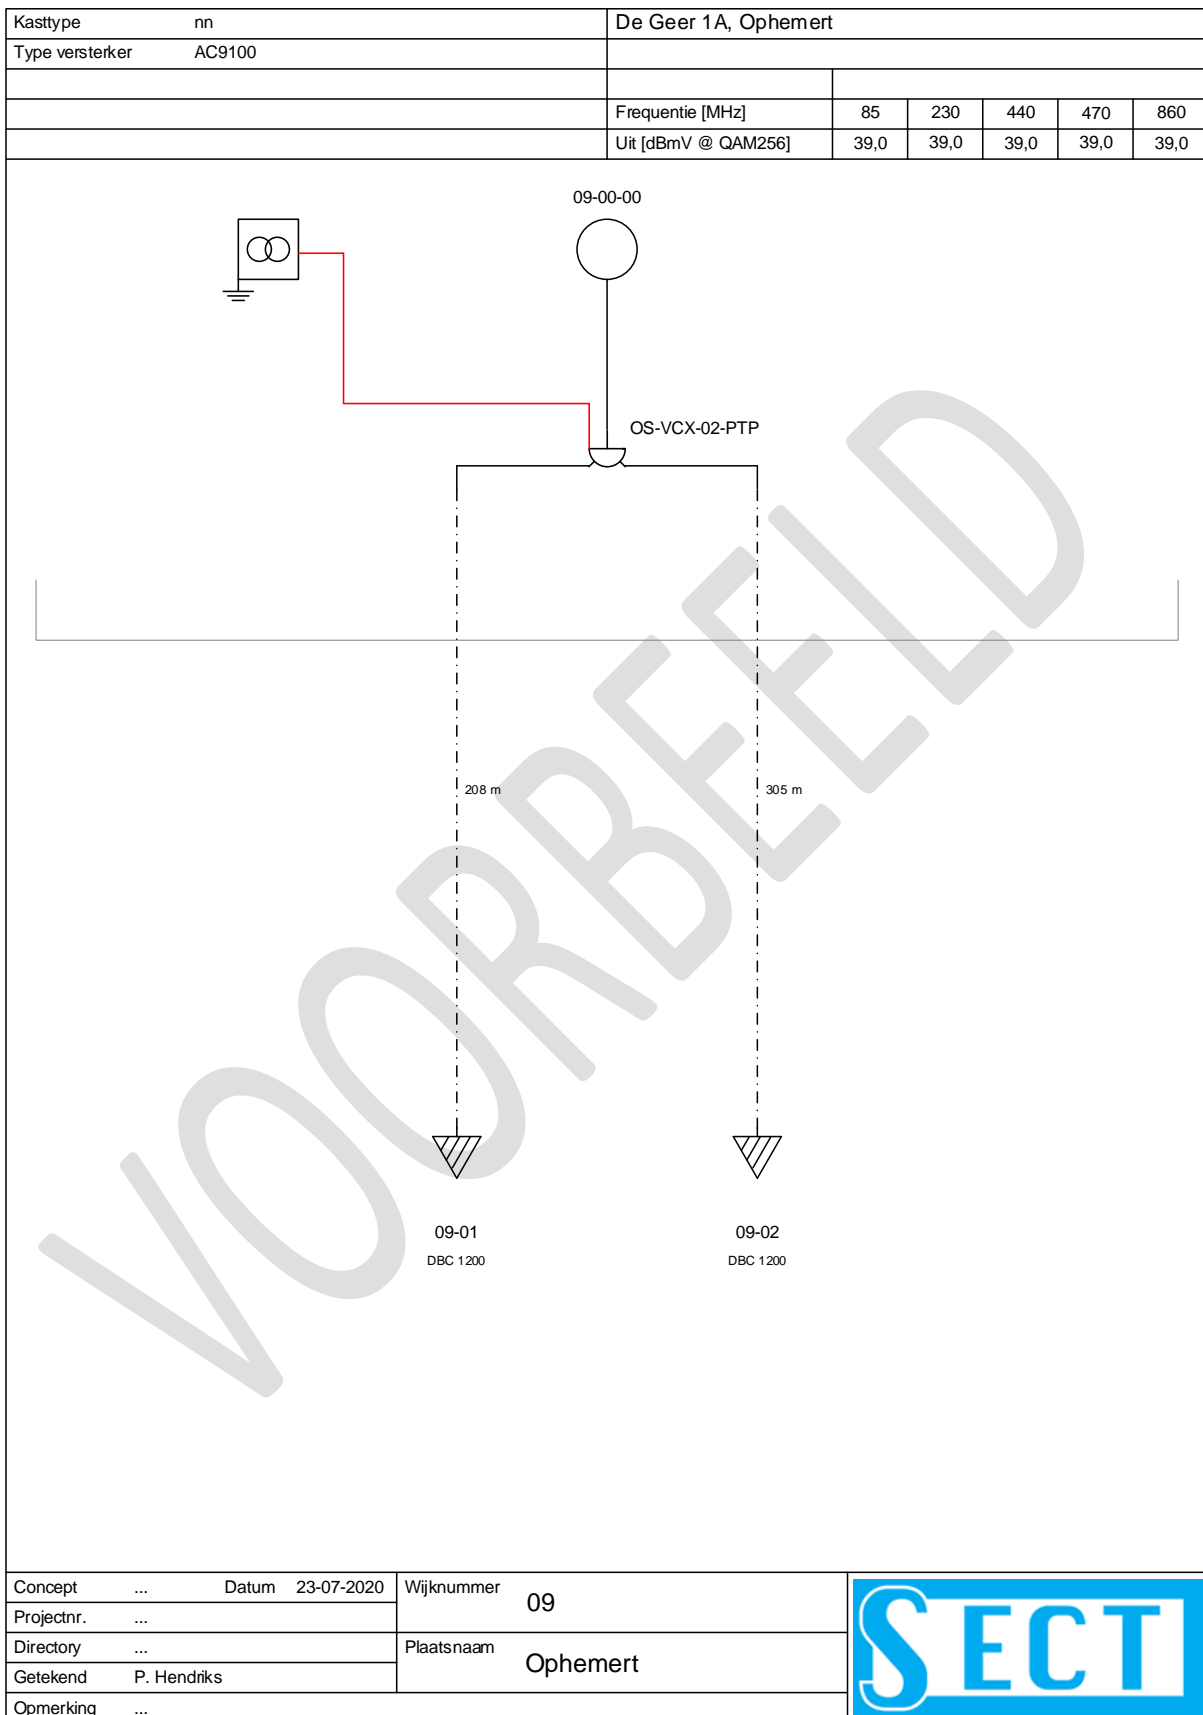 Kasttype nn De Geer 1A, Ophemert
Type versterker AC9100
Frequentie [MHz] 85 230 440 470 860
Uit [dBmV @ QAM256] 39,0 39,0 39,0 39,0 39,0
09-00-00
OS-VCX-02-PTP
208 m 305 m
VOORBEELD
09-01 09-02
DBC 1200 DBC 1200
Concept ... Datum 23-07-2020 Wijknummer 09
Projectnr. ...
Directory ... Plaatsnaam Ophemert
Getekend P. Hendriks
Opmerking ...
SECT